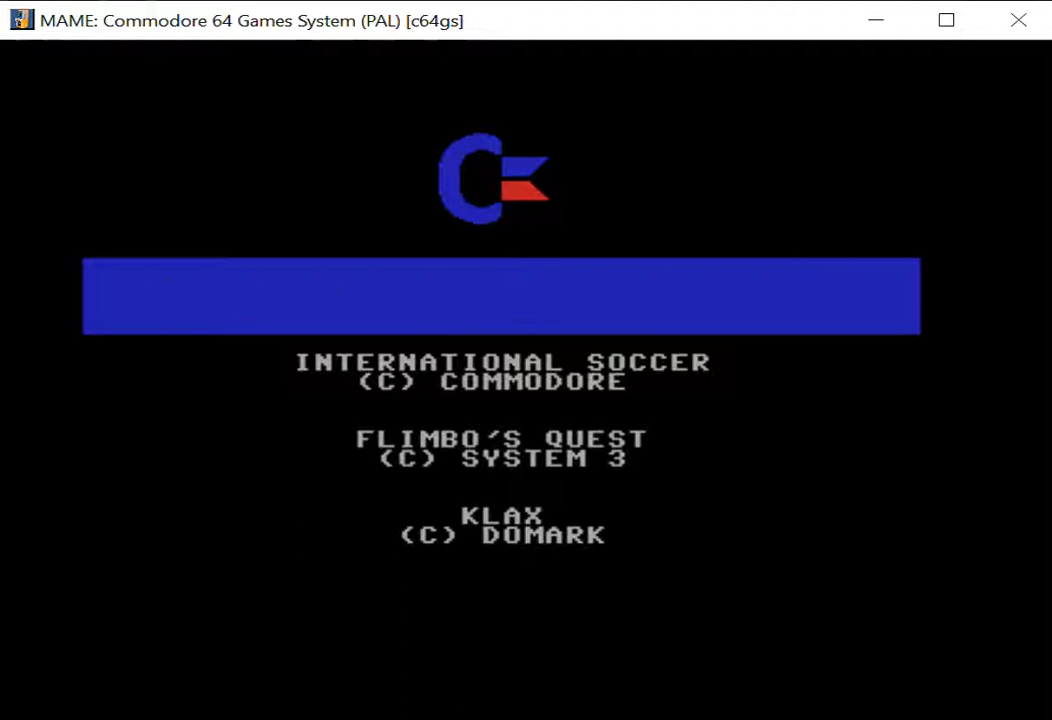 MAME: Commodore 64 Games System (PAL) [c64gs]
INTERNATIONAL SOCCER
(C) COMMODORE
FLIMBO'S QUEST
(C) SYSTEM 3
KLAX
(C) DOMARK